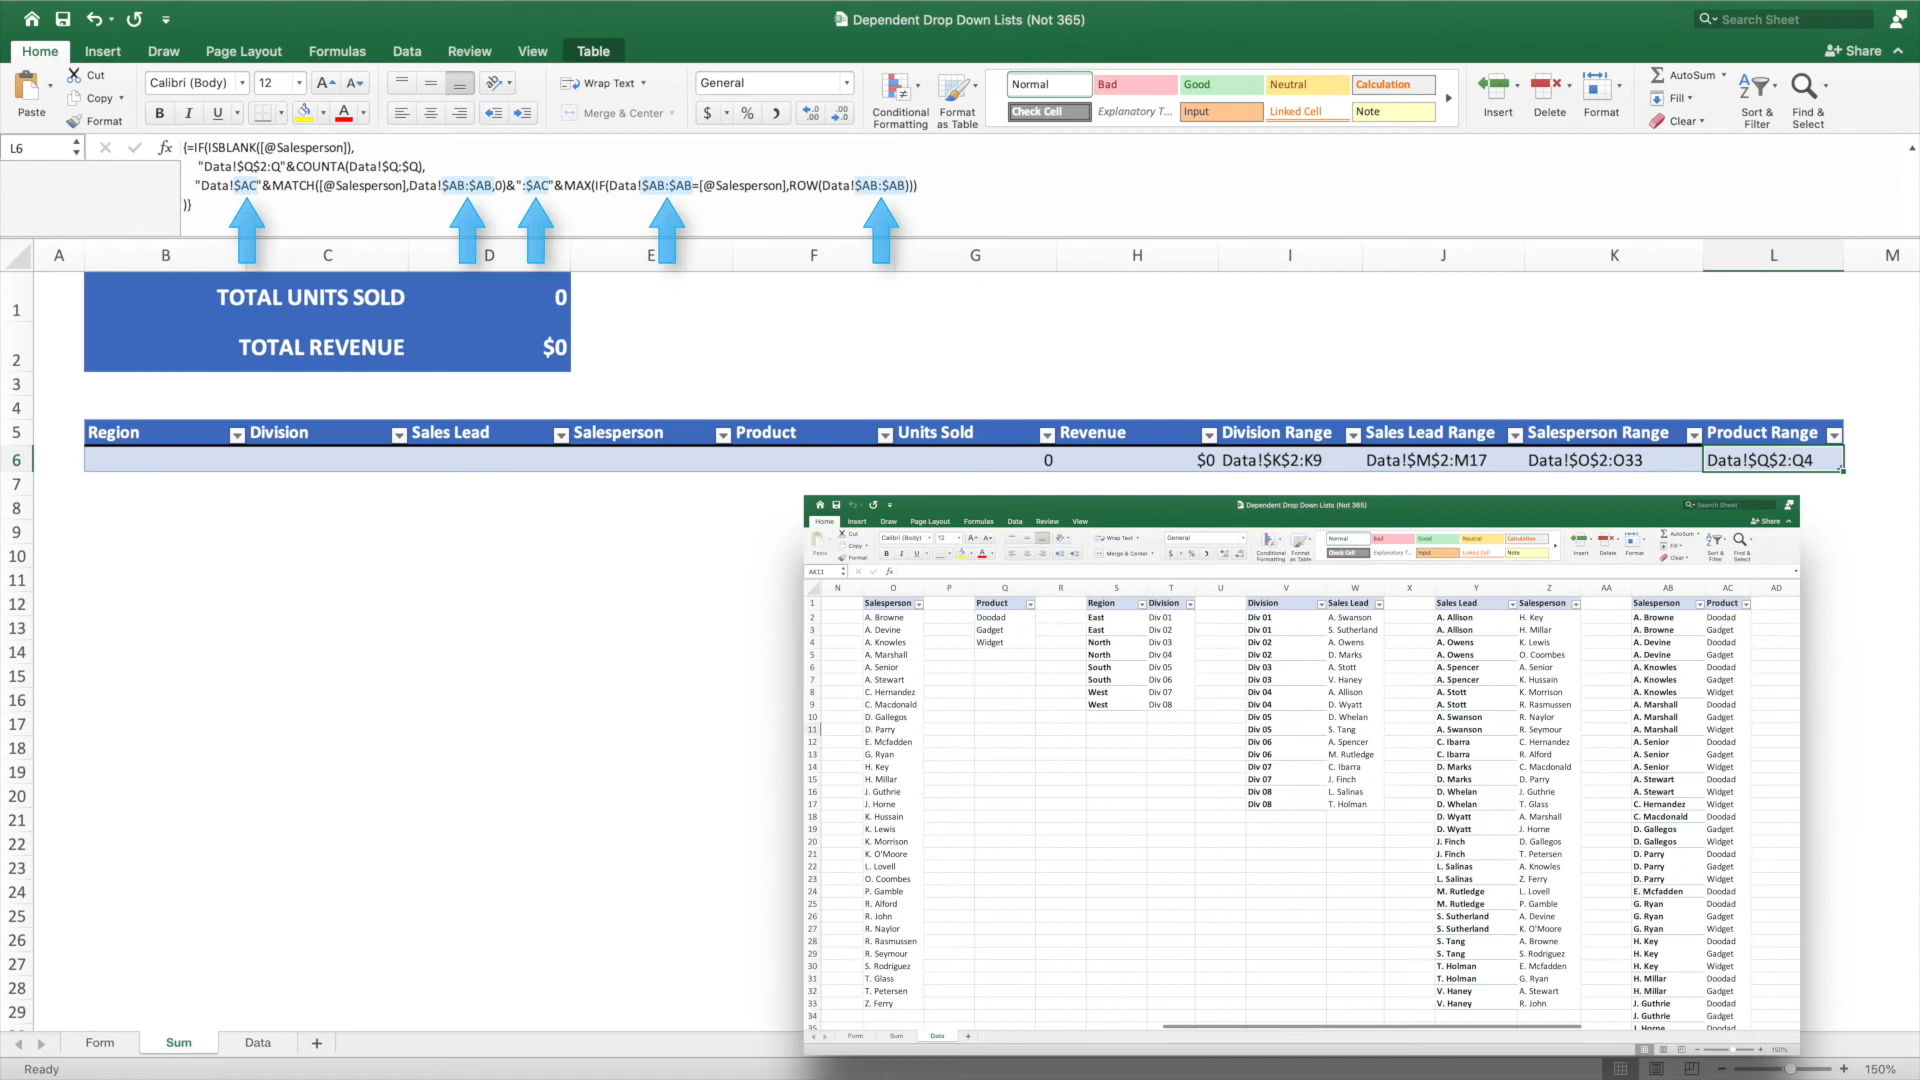 Dependent Drop Down Lists (Not 365)
Search Sheet
Home Insert Draw Page Layout Formulas Data Review View Table
Share
Paste
Cut
Copy
Format
Calibri (Body) 12
B I U
Wrap Text
Merge & Center
General
$ %
Conditional Formatting
Format as Table
Normal Bad Good Neutral Calculation
Check Cell Explanatory T... Input Linked Cell Note
Insert Delete Format
AutoSum
Fill
Clear
Sort & Filter
Find & Select
L6
fx
{=IF(ISBLANK([@Salesperson]),
"Data!$Q$2:Q"&COUNTA(Data!$Q:$Q),
"Data!$AC"&MATCH([@Salesperson],Data!$AB:$AB,0)&":$AC"&MAX(IF(Data!$AB:$AB=[@Salesperson],ROW(Data!$AB:$AB)))
)}
A B C D E F G H I J K L M
1 TOTAL UNITS SOLD 0
2 TOTAL REVENUE $0
3
4
5 Region Division Sales Lead Salesperson Product Units Sold Revenue Division Range Sales Lead Range Salesperson Range Product Range
6 0 $0 Data!$K$2:K9 Data!$M$2:M17 Data!$O$2:O33 Data!$Q$2:Q4
7
8
9
10
11
12
13
14
15
16
17
18
19
20
21
22
23
24
25
26
27
28
29
Dependent Drop Down Lists (Not 365)
Search Sheet
Home Insert Draw Page Layout Formulas Data Review View
Share
Paste
Cut
Copy
Format
Calibri (Body) 12
B I U
Wrap Text
Merge & Center
General
$ %
Conditional Formatting
Format as Table
Normal Bad Good Neutral Calculation
Check Cell Explanatory T... Input Linked Cell Note
Insert Delete Format
AutoSum
Fill
Clear
Sort & Filter
Find & Select
AK11
fx
N O P Q R S T U V W X Y Z AA AB AC AD
1 Salesperson Product Region Division Division Sales Lead Sales Lead Salesperson Salesperson Product
2 A. Browne Doodad East Div 01 Div 01 A. Swanson A. Allison H. Key A. Browne Doodad
3 A. Devine Gadget East Div 02 Div 01 S. Sutherland A. Allison H. Millar A. Browne Gadget
4 A. Knowles Widget North Div 03 Div 02 A. Owens A. Owens K. Lewis A. Devine Doodad
5 A. Marshall North Div 04 Div 02 D. Marks A. Owens O. Coombes A. Devine Gadget
6 A. Senior South Div 05 Div 03 A. Stott A. Spencer A. Senior A. Knowles Doodad
7 A. Stewart South Div 06 Div 03 V. Haney A. Spencer K. Hussain A. Knowles Gadget
8 C. Hernandez West Div 07 Div 04 A. Allison A. Stott K. Morrison A. Knowles Widget
9 C. Macdonald West Div 08 Div 04 D. Wyatt A. Stott R. Rasmussen A. Marshall Doodad
10 D. Gallegos Div 05 D. Whelan A. Swanson R. Naylor A. Marshall Gadget
11 D. Parry Div 05 S. Tang A. Swanson R. Seymour A. Marshall Widget
12 E. Mcfadden Div 06 A. Spencer C. Ibarra C. Hernandez A. Senior Doodad
13 G. Ryan Div 06 M. Rutledge C. Ibarra R. Alford A. Senior Gadget
14 H. Key Div 07 C. Ibarra D. Marks C. Macdonald A. Senior Widget
15 H. Millar Div 07 J. Finch D. Marks D. Parry A. Stewart Doodad
16 J. Guthrie Div 08 L. Salinas D. Whelan J. Guthrie A. Stewart Widget
17 J. Horne Div 08 T. Holman D. Whelan T. Glass C. Hernandez Widget
18 K. Hussain D. Wyatt A. Marshall C. Macdonald Doodad
19 K. Lewis D. Wyatt J. Horne D. Gallegos Gadget
20 K. Morrison J. Finch D. Gallegos D. Gallegos Widget
21 K. O'Moore J. Finch T. Petersen D. Parry Doodad
22 L. Lovell L. Salinas A. Knowles D. Parry Gadget
23 O. Coombes L. Salinas Z. Ferry D. Parry Widget
24 P. Gamble M. Rutledge L. Lovell E. Mcfadden Doodad
25 R. Alford M. Rutledge P. Gamble G. Ryan Doodad
26 R. John S. Sutherland A. Devine G. Ryan Gadget
27 R. Naylor S. Sutherland K. O'Moore G. Ryan Widget
28 R. Rasmussen S. Tang A. Browne H. Key Doodad
29 R. Seymour S. Tang S. Rodriguez H. Key Gadget
30 S. Rodriguez T. Holman E. Mcfadden H. Key Widget
31 T. Glass T. Holman G. Ryan H. Millar Doodad
32 T. Petersen V. Haney A. Stewart H. Millar Gadget
33 Z. Ferry V. Haney R. John J. Guthrie Doodad
34 J. Guthrie Gadget
35 J. Horne Doodad
Form Sum Data +
150%
Form Sum Data +
Ready
150%